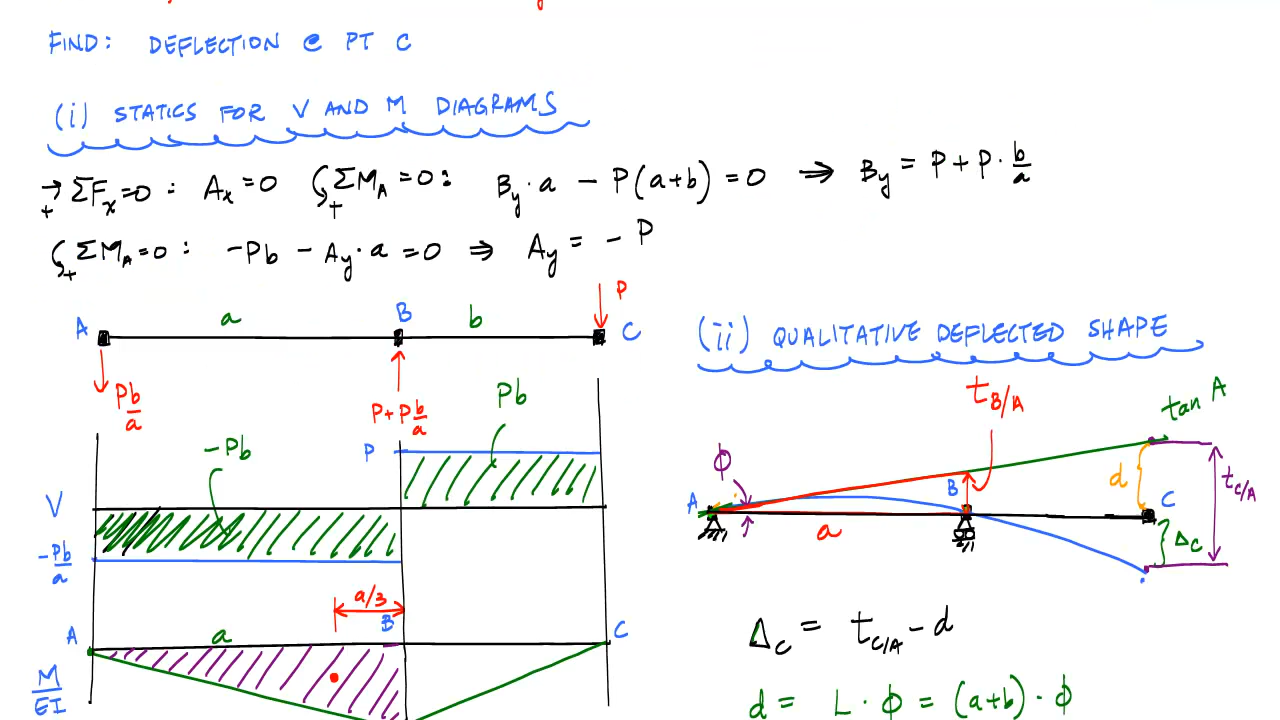 FIND: DEFLECTION @ PT C
(i) STATICS FOR V AND M DIAGRAMS
→+ ΣFx=0: Ax=0 ↺+ ΣMA=0: By·a - P(a+b) = 0 ⇒ By = P + P·b/a
↺+ ΣMA=0: -Pb - Ay·a = 0 ⇒ Ay = - P
A a B b P C
Pb/a P+Pb/a Pb
-Pb P
V
-Pb/a
a/3
A a B C
M/EI
(ii) QUALITATIVE DEFLECTED SHAPE
tB/A tan A
ϕ d tC/A
A B C
a ΔC
ΔC = tC/A - d
d = L·ϕ = (a+b)·ϕ